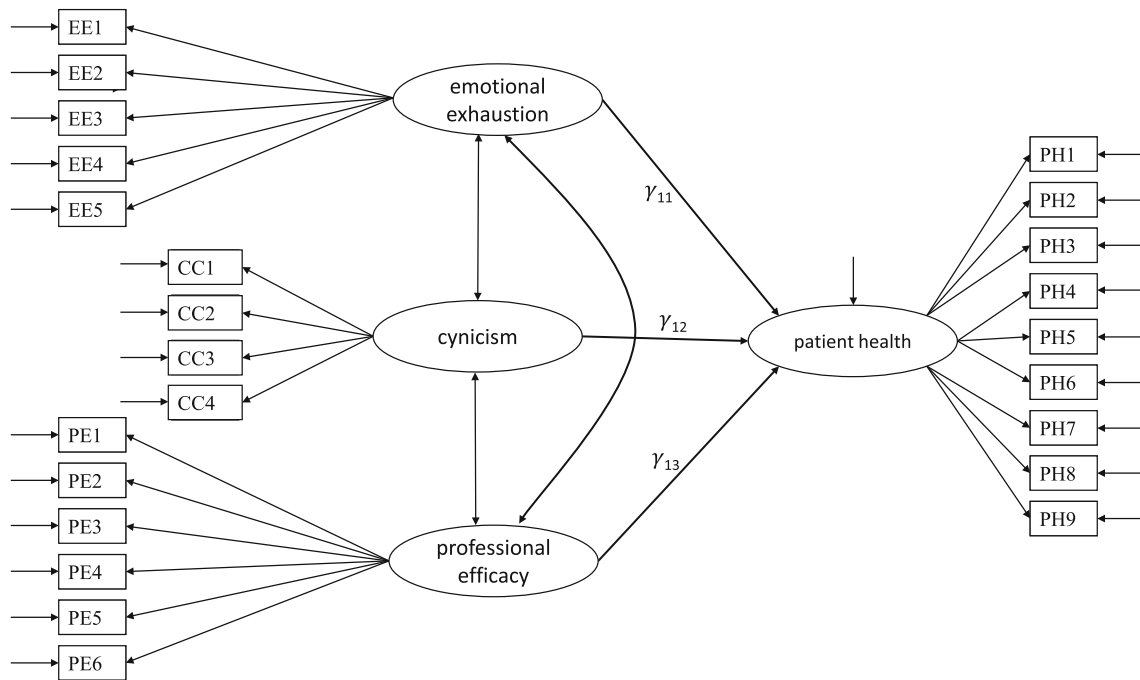 EE1
EE2
EE3
EE4
EE5
emotional
exhaustion
CC1
CC2
CC3
CC4
cynicism
PE1
PE2
PE3
PE4
PE5
PE6
professional
efficacy
γ₁₁
γ₁₂
γ₁₃
patient health
PH1
PH2
PH3
PH4
PH5
PH6
PH7
PH8
PH9